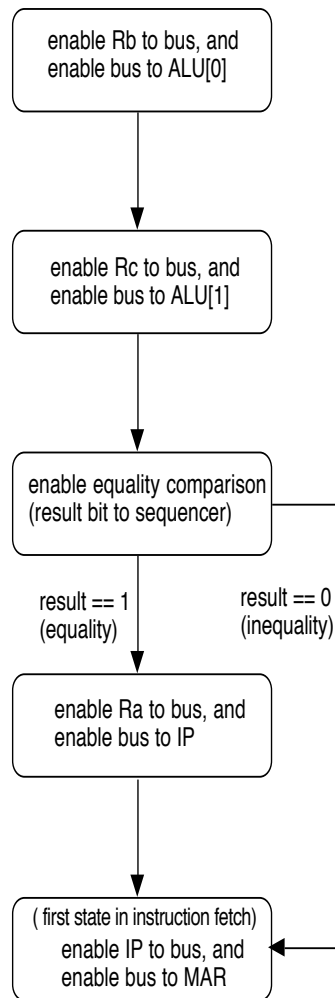 enable Rb to bus, and
enable bus to ALU[0]
enable Rc to bus, and
enable bus to ALU[1]
enable equality comparison
(result bit to sequencer)
result == 1
(equality)
result == 0
(inequality)
enable Ra to bus, and
enable bus to IP
( first state in instruction fetch)
enable IP to bus, and
enable bus to MAR